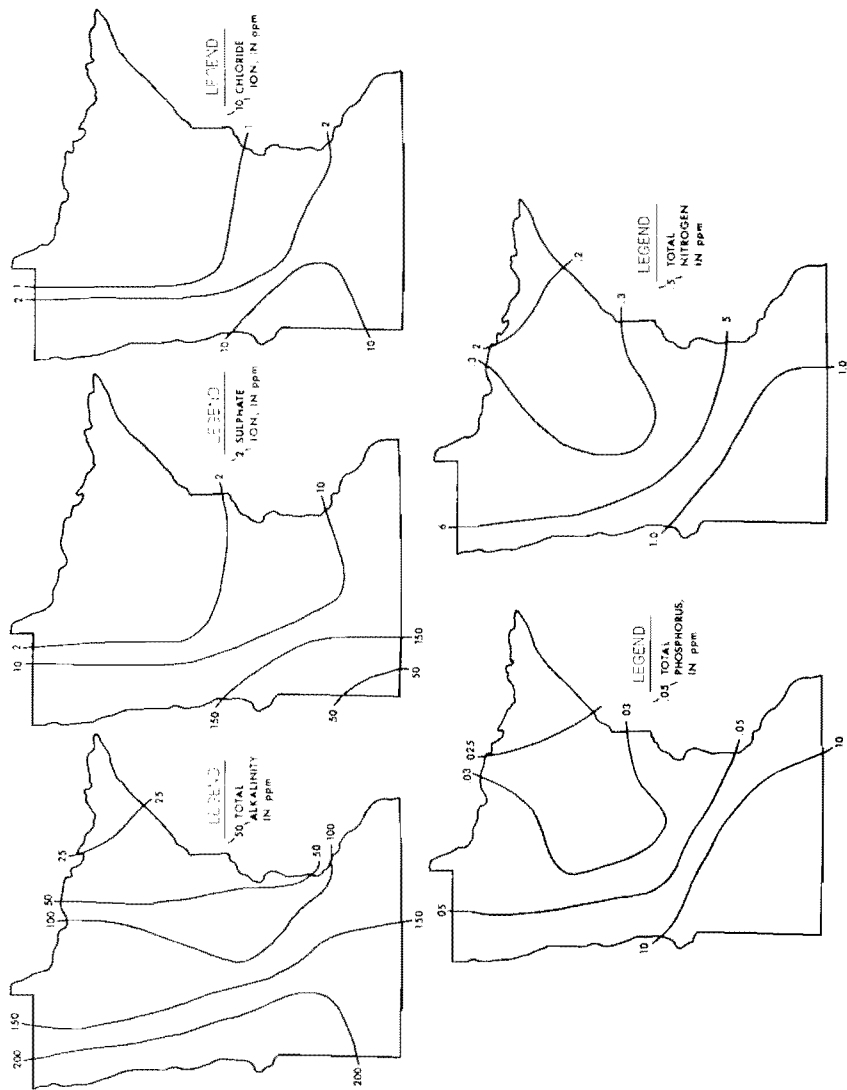 25
25
50
100
50
100
150
150
200
200
LEGEND
50 TOTAL
ALKALINITY
IN ppm
2
2
10
10
150
150
50
50
LEGEND
2 SULPHATE
ION, IN ppm
1
1
2
2
10
10
LEGEND
10 CHLORIDE
ION, IN ppm
.03
.025
.03
.05
.05
.10
.10
LEGEND
.05 TOTAL
PHOSPHORUS,
IN ppm
.3
.2
.2
.3
.5
6
1.0
1.0
LEGEND
.5 TOTAL
NITROGEN
IN ppm